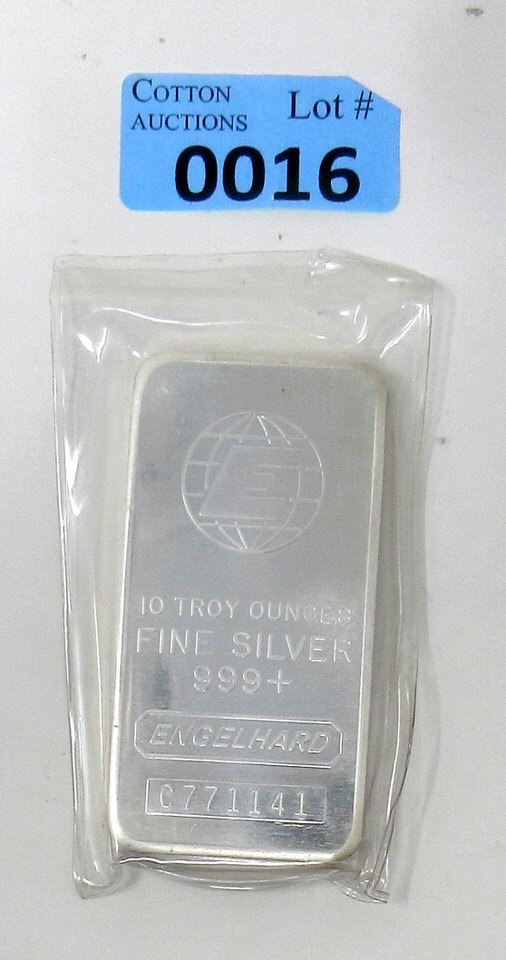 COTTON
AUCTIONS
Lot #
0016
E
10 TROY OUNCES
FINE SILVER
999+
ENGELHARD
C771141